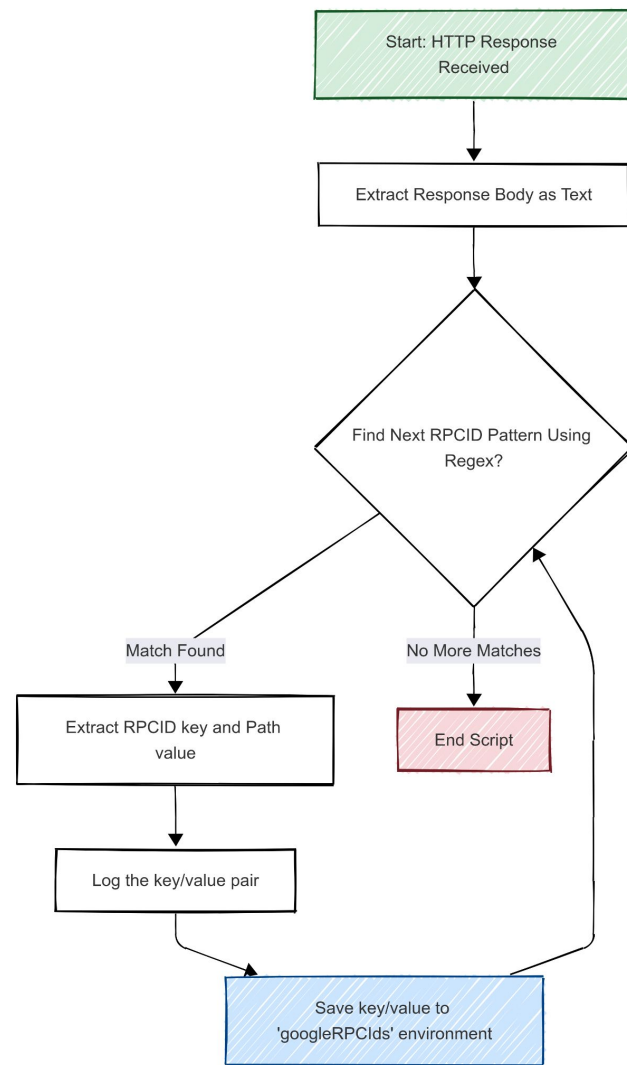 Start: HTTP Response
Received
Extract Response Body as Text
Find Next RPCID Pattern Using
Regex?
Match Found
No More Matches
Extract RPCID key and Path
value
End Script
Log the key/value pair
Save key/value to
'googleRPCIds' environment